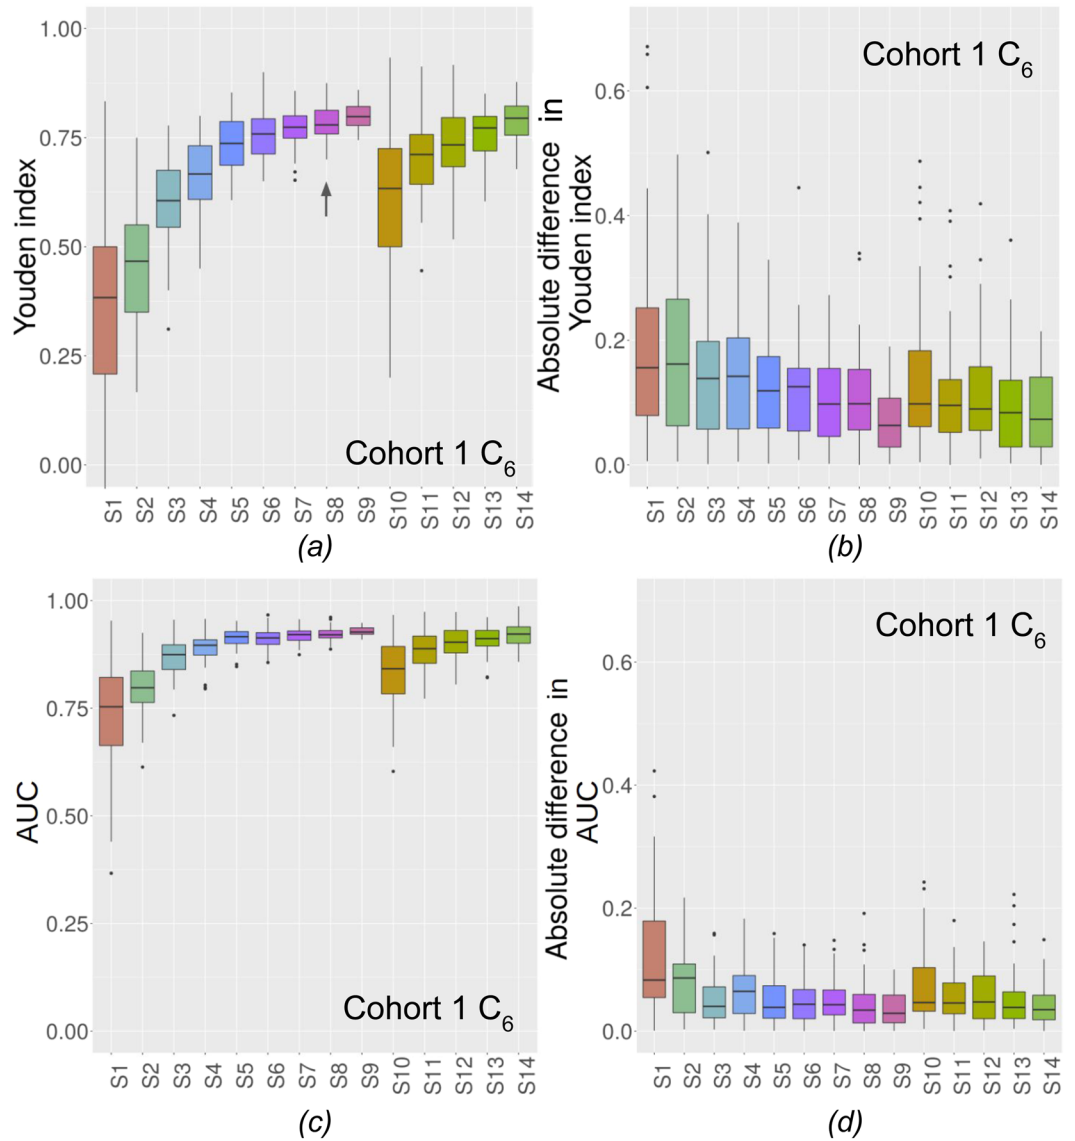 1.00
0.75
0.50
0.25
0.00
Youden index
Cohort 1 C6
S1 S2 S3 S4 S5 S6 S7 S8 S9 S10 S11 S12 S13 S14
(a)
Absolute difference in
Youden index
0.6
0.4
0.2
0.0
Cohort 1 C6
S1 S2 S3 S4 S5 S6 S7 S8 S9 S10 S11 S12 S13 S14
(b)
1.00
0.75
0.50
0.25
0.00
AUC
Cohort 1 C6
S1 S2 S3 S4 S5 S6 S7 S8 S9 S10 S11 S12 S13 S14
(c)
Absolute difference in
AUC
0.6
0.4
0.2
0.0
Cohort 1 C6
S1 S2 S3 S4 S5 S6 S7 S8 S9 S10 S11 S12 S13 S14
(d)